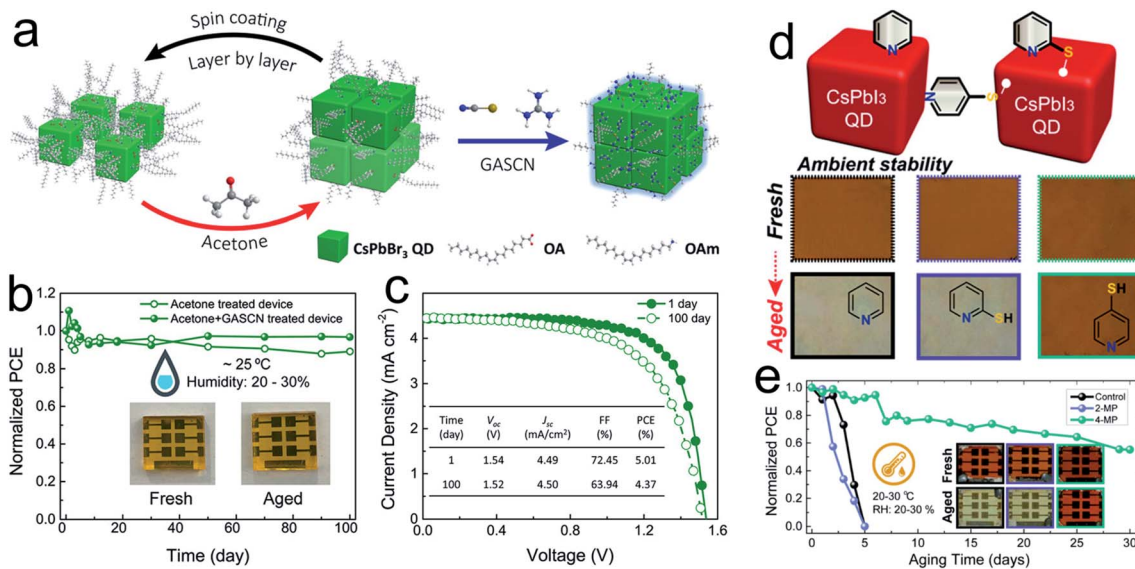 a
Spin coating
Layer by layer
Acetone
GASCN
CsPbBr₃ QD
OA
OAm
b
Normalized PCE
1.2
1.0
0.8
0.6
0.4
0.2
0.0
Acetone treated device
Acetone+GASCN treated device
~ 25 ºC
Humidity: 20 - 30%
Fresh
Aged
0 20 40 60 80 100
Time (day)
c
Current Density (mA cm⁻²)
5
4
3
2
1
0
1 day
100 day
Time (day) Voc (V) Jsc (mA/cm²) FF (%) PCE (%)
1 1.54 4.49 72.45 5.01
100 1.52 4.50 63.94 4.37
0.0 0.4 0.8 1.2 1.6
Voltage (V)
d
N
N
S
CsPbI₃
QD
N
S
CsPbI₃
QD
Ambient stability
Fresh
Aged
N
N
SH
SH
N
e
Normalized PCE
1.0
0.8
0.6
0.4
0.2
0.0
Control
2-MP
4-MP
20-30 ºC
RH: 20-30 %
Fresh
Aged
0 5 10 15 20 25 30
Aging Time (days)